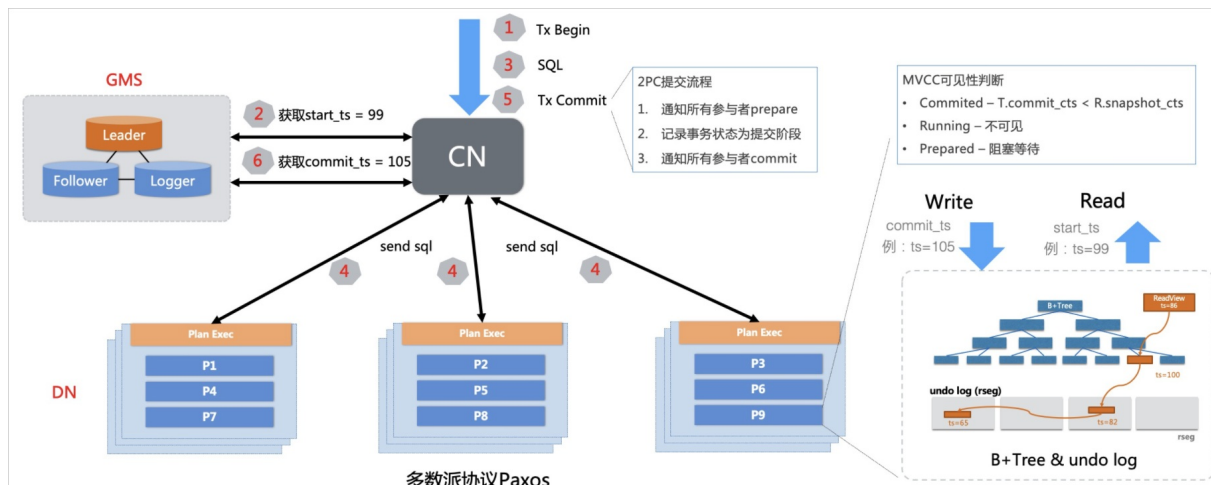 GMS
Leader
Follower
Logger
1 Tx Begin
3 SQL
5 Tx Commit
2 获取start_ts = 99
6 获取commit_ts = 105
CN
2PC提交流程
1. 通知所有参与者prepare
2. 记录事务状态为提交阶段
3. 通知所有参与者commit
MVCC可见性判断
• Commited – T.commit_cts < R.snapshot_cts
• Running – 不可见
• Prepared – 阻塞等待
send sql
send sql
4
4
4
DN
Plan Exec
P1
P4
P7
Plan Exec
P2
P5
P8
Plan Exec
P3
P6
P9
多数派协议Paxos
Write
commit_ts
例：ts=105
Read
start_ts
例：ts=99
B+Tree
ReadView
ts=86
ts=100
undo log (rseg)
ts=65
ts=82
rseg
B+Tree & undo log